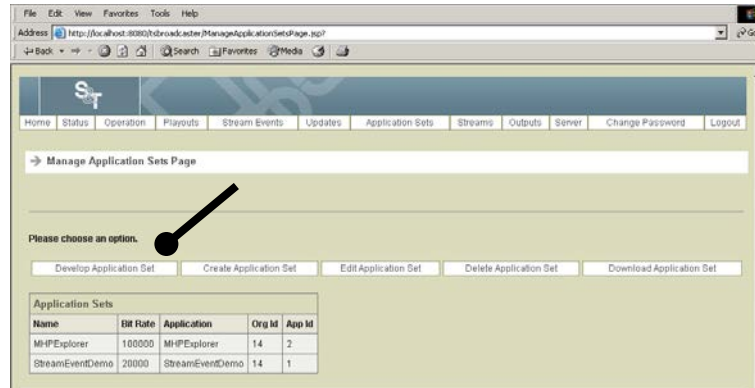 File Edit View Favorites Tools Help
Address http://localhost:8080/tsbroadcaster/ManageApplicationSetsPage.jsp?
Back Search Favorites Media
S&T
Home Status Operation Playouts Stream Events Updates Application Sets Streams Outputs Server Change Password Logout
Manage Application Sets Page
Please choose an option.
Develop Application Set Create Application Set Edit Application Set Delete Application Set Download Application Set
Application Sets
Name Bit Rate Application Org Id App Id
MHPExplorer 100000 MHPExplorer 14 2
StreamEventDemo 20000 StreamEventDemo 14 1